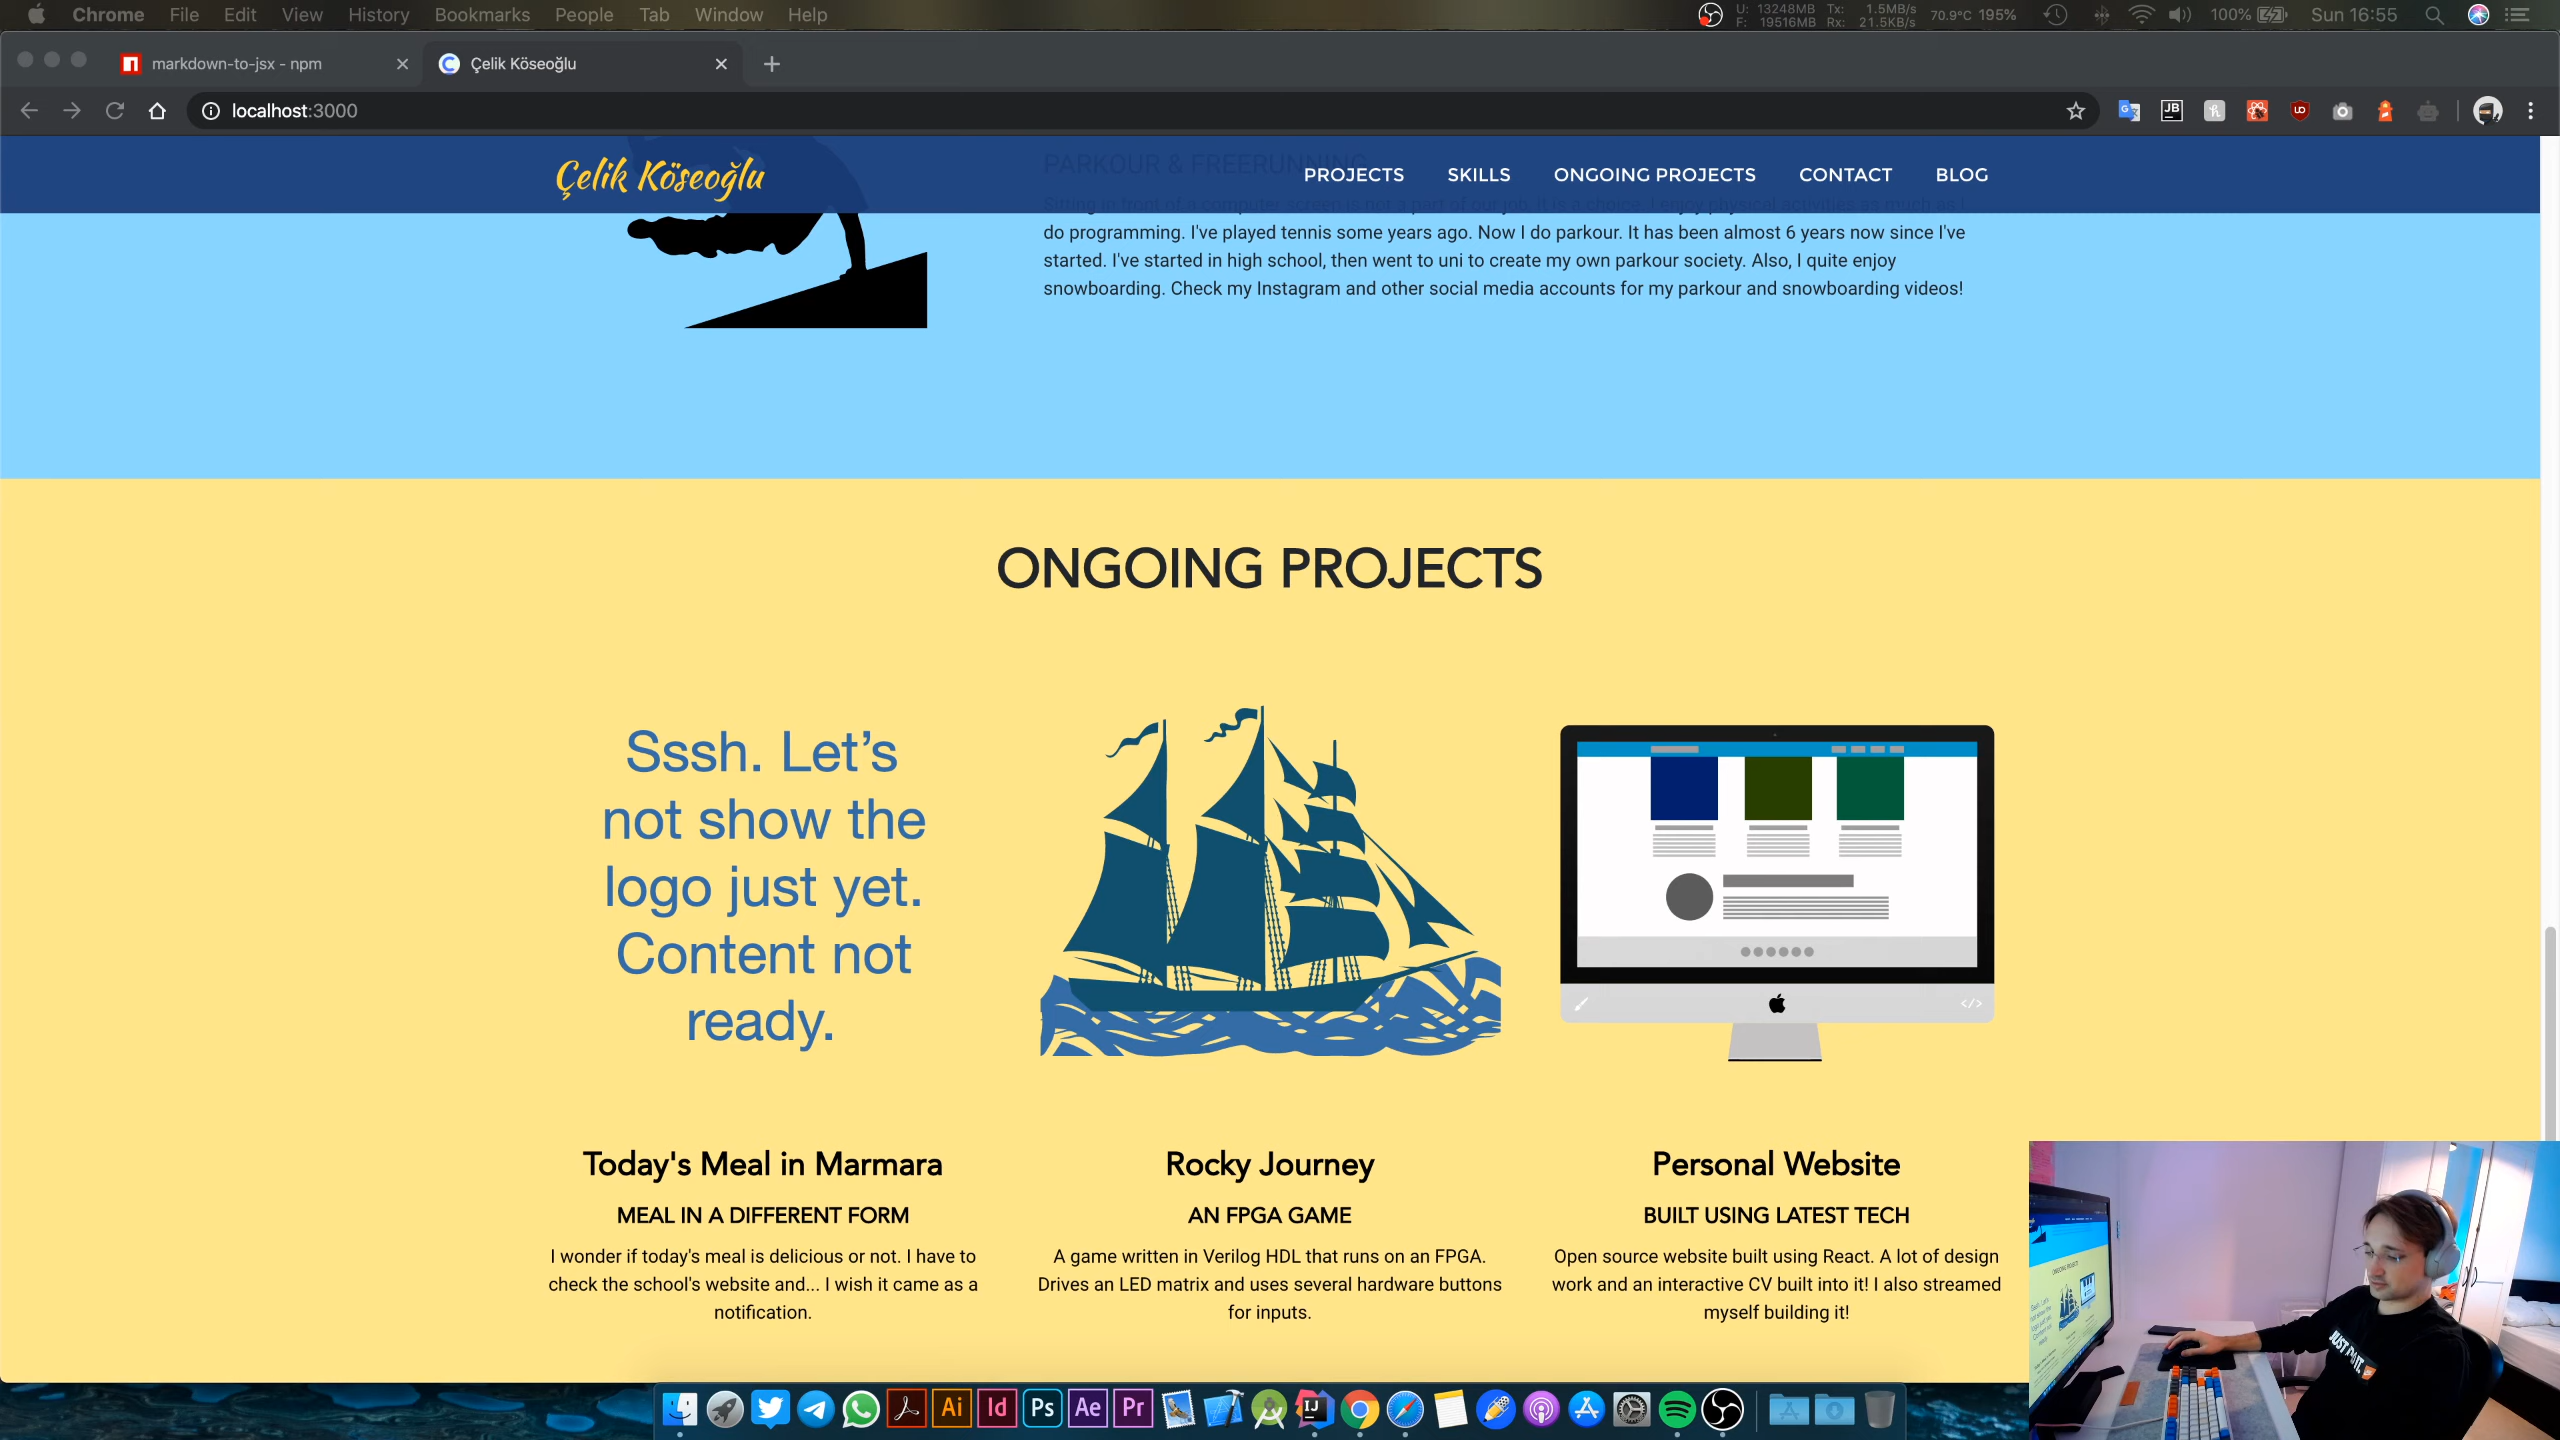 Chrome File Edit View History Bookmarks People Tab Window Help
U: 13248MB Tx: 1.5MB/s
F: 19516MB Rx: 21.5KB/s
70.9°C 195%
100%
Sun 16:55
markdown-to-jsx - npm
Çelik Köseoğlu
localhost:3000
JB
Çelik Köseoğlu
PROJECTS SKILLS ONGOING PROJECTS CONTACT BLOG
PARKOUR & FREERUNNING
Sitting in front of a computer screen is not a part of our job. It is a choice. I enjoy physical activities as much as I
do programming. I've played tennis some years ago. Now I do parkour. It has been almost 6 years now since I've
started. I've started in high school, then went to uni to create my own parkour society. Also, I quite enjoy
snowboarding. Check my Instagram and other social media accounts for my parkour and snowboarding videos!
ONGOING PROJECTS
Sssh. Let’s
not show the
logo just yet.
Content not
ready.
</>
Today's Meal in Marmara
MEAL IN A DIFFERENT FORM
I wonder if today's meal is delicious or not. I have to
check the school's website and... I wish it came as a
notification.
Rocky Journey
AN FPGA GAME
A game written in Verilog HDL that runs on an FPGA.
Drives an LED matrix and uses several hardware buttons
for inputs.
Personal Website
BUILT USING LATEST TECH
Open source website built using React. A lot of design
work and an interactive CV built into it! I also streamed
myself building it!
Ai Id Ps Ae Pr IJ